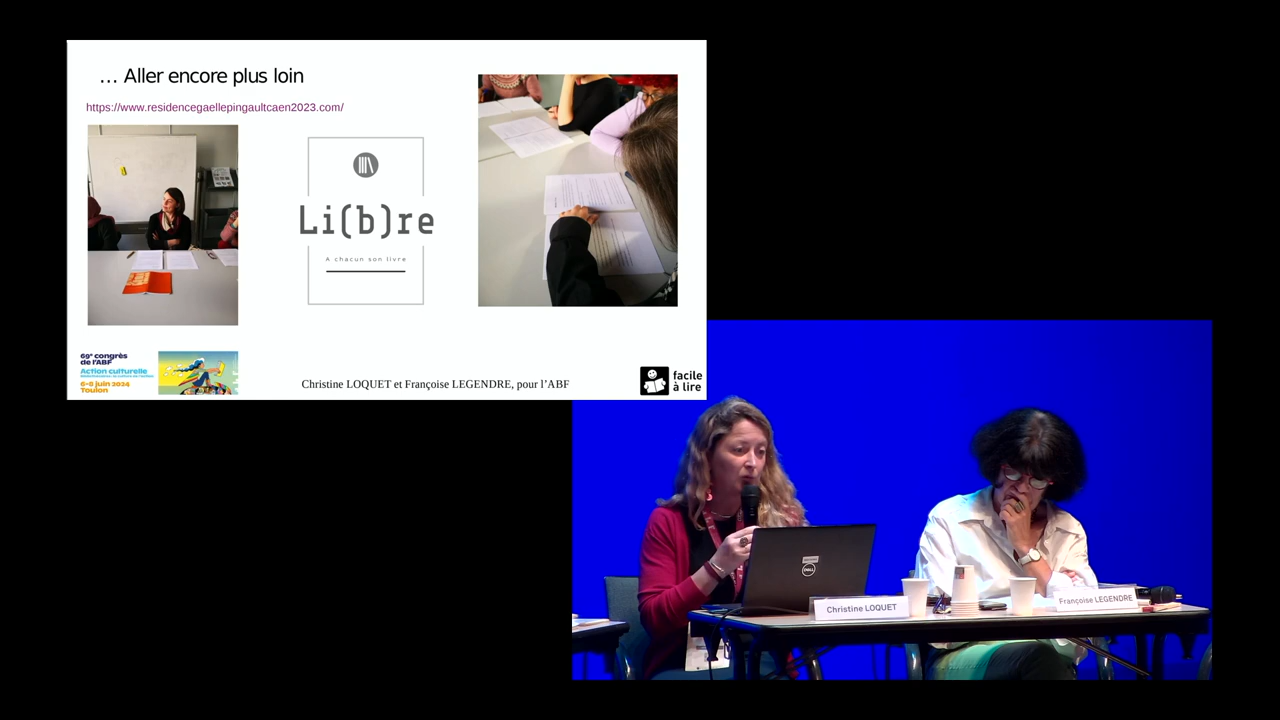 … Aller encore plus loin
https://www.residencegaellepingaultcaen2023.com/
Li(b)re
A chacun son livre
69e congrès
de l'ABF
Action culturelle
6-8 juin 2024
Toulon
Christine LOQUET et Françoise LEGENDRE, pour l'ABF
facile
à lire
DELL
Christine LOQUET
Françoise LEGENDRE